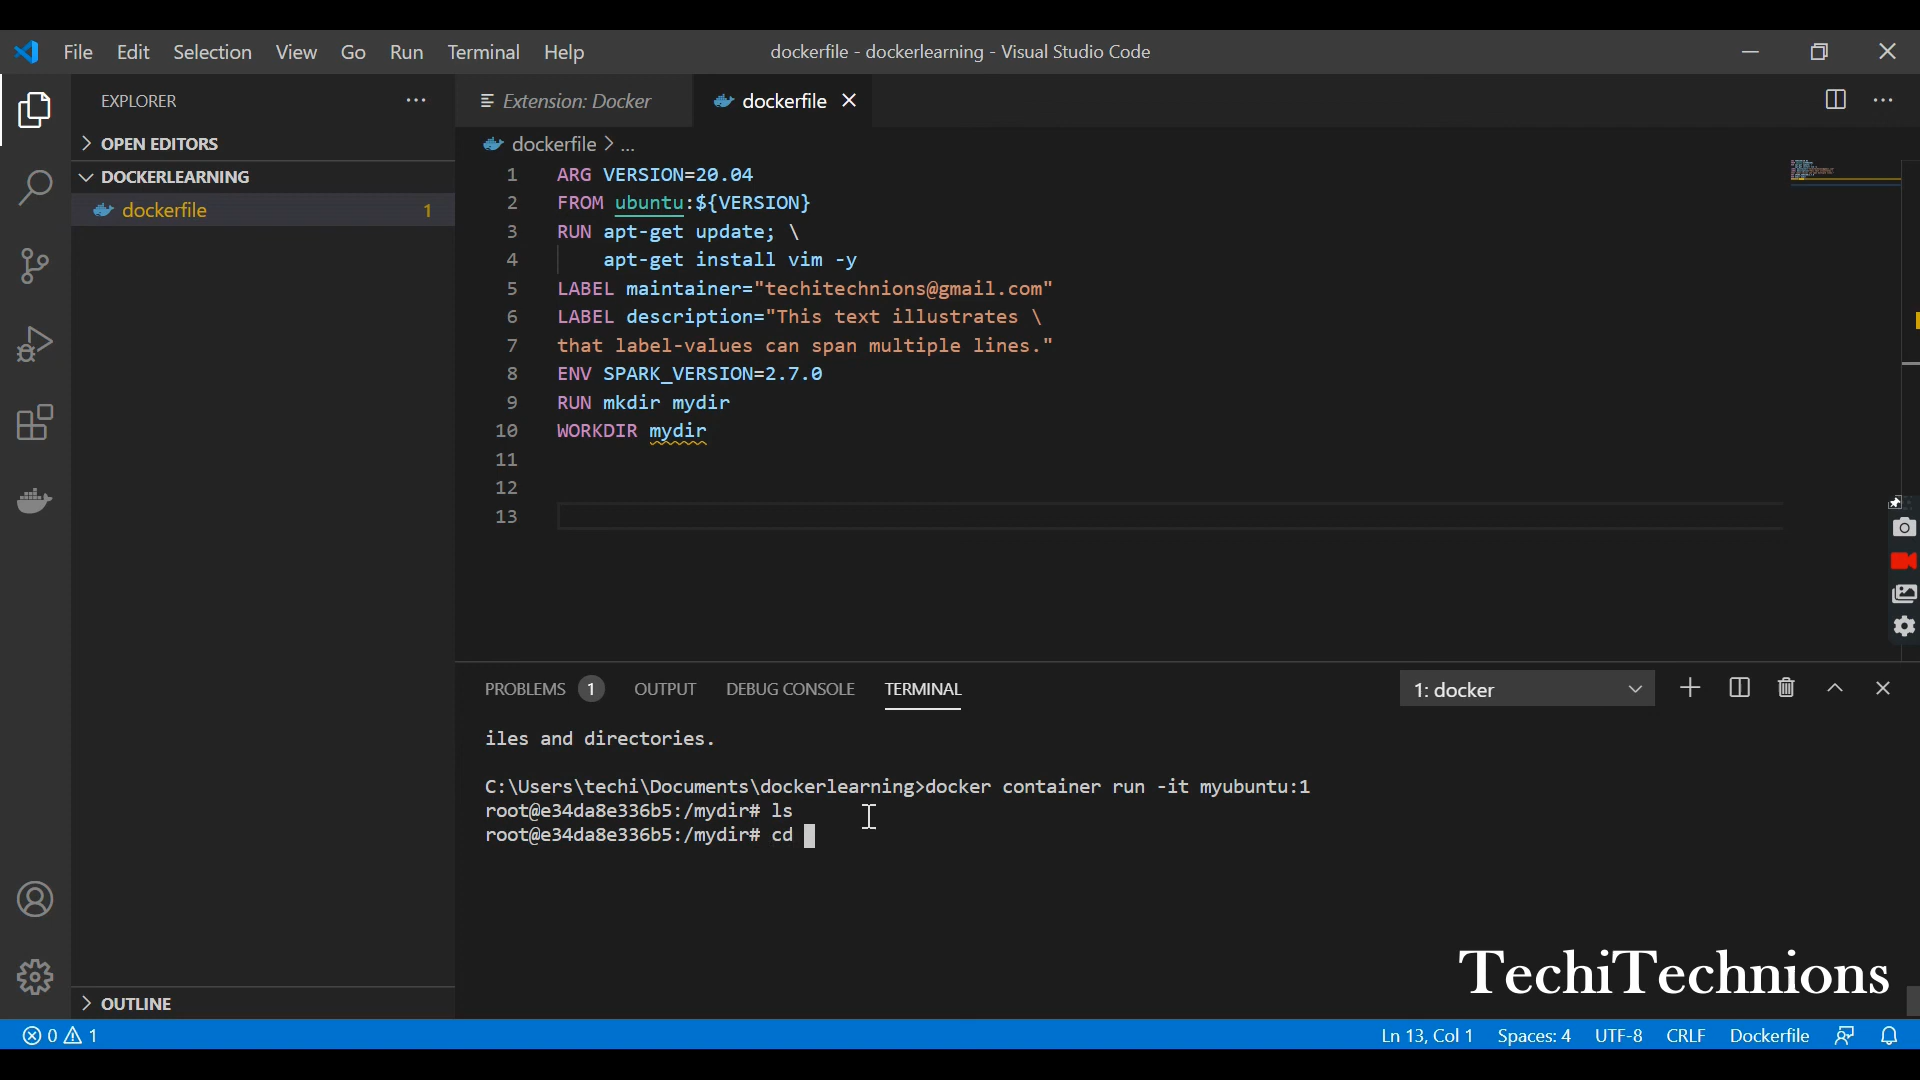 File Edit Selection View Go Run Terminal Help
dockerfile - dockerlearning - Visual Studio Code
EXPLORER
OPEN EDITORS
DOCKERLEARNING
dockerfile 1
OUTLINE
Extension: Docker
dockerfile
dockerfile > ...
1 ARG VERSION=20.04
2 FROM ubuntu:${VERSION}
3 RUN apt-get update; \
4 apt-get install vim -y
5 LABEL maintainer="techitechnions@gmail.com"
6 LABEL description="This text illustrates \
7 that label-values can span multiple lines."
8 ENV SPARK_VERSION=2.7.0
9 RUN mkdir mydir
10 WORKDIR mydir
11
12
13
PROBLEMS 1 OUTPUT DEBUG CONSOLE TERMINAL
1: docker
iles and directories.
C:\Users\techi\Documents\dockerlearning>docker container run -it myubuntu:1
root@e34da8e336b5:/mydir# ls
root@e34da8e336b5:/mydir# cd
TechiTechnions
0 1
Ln 13, Col 1 Spaces: 4 UTF-8 CRLF Dockerfile